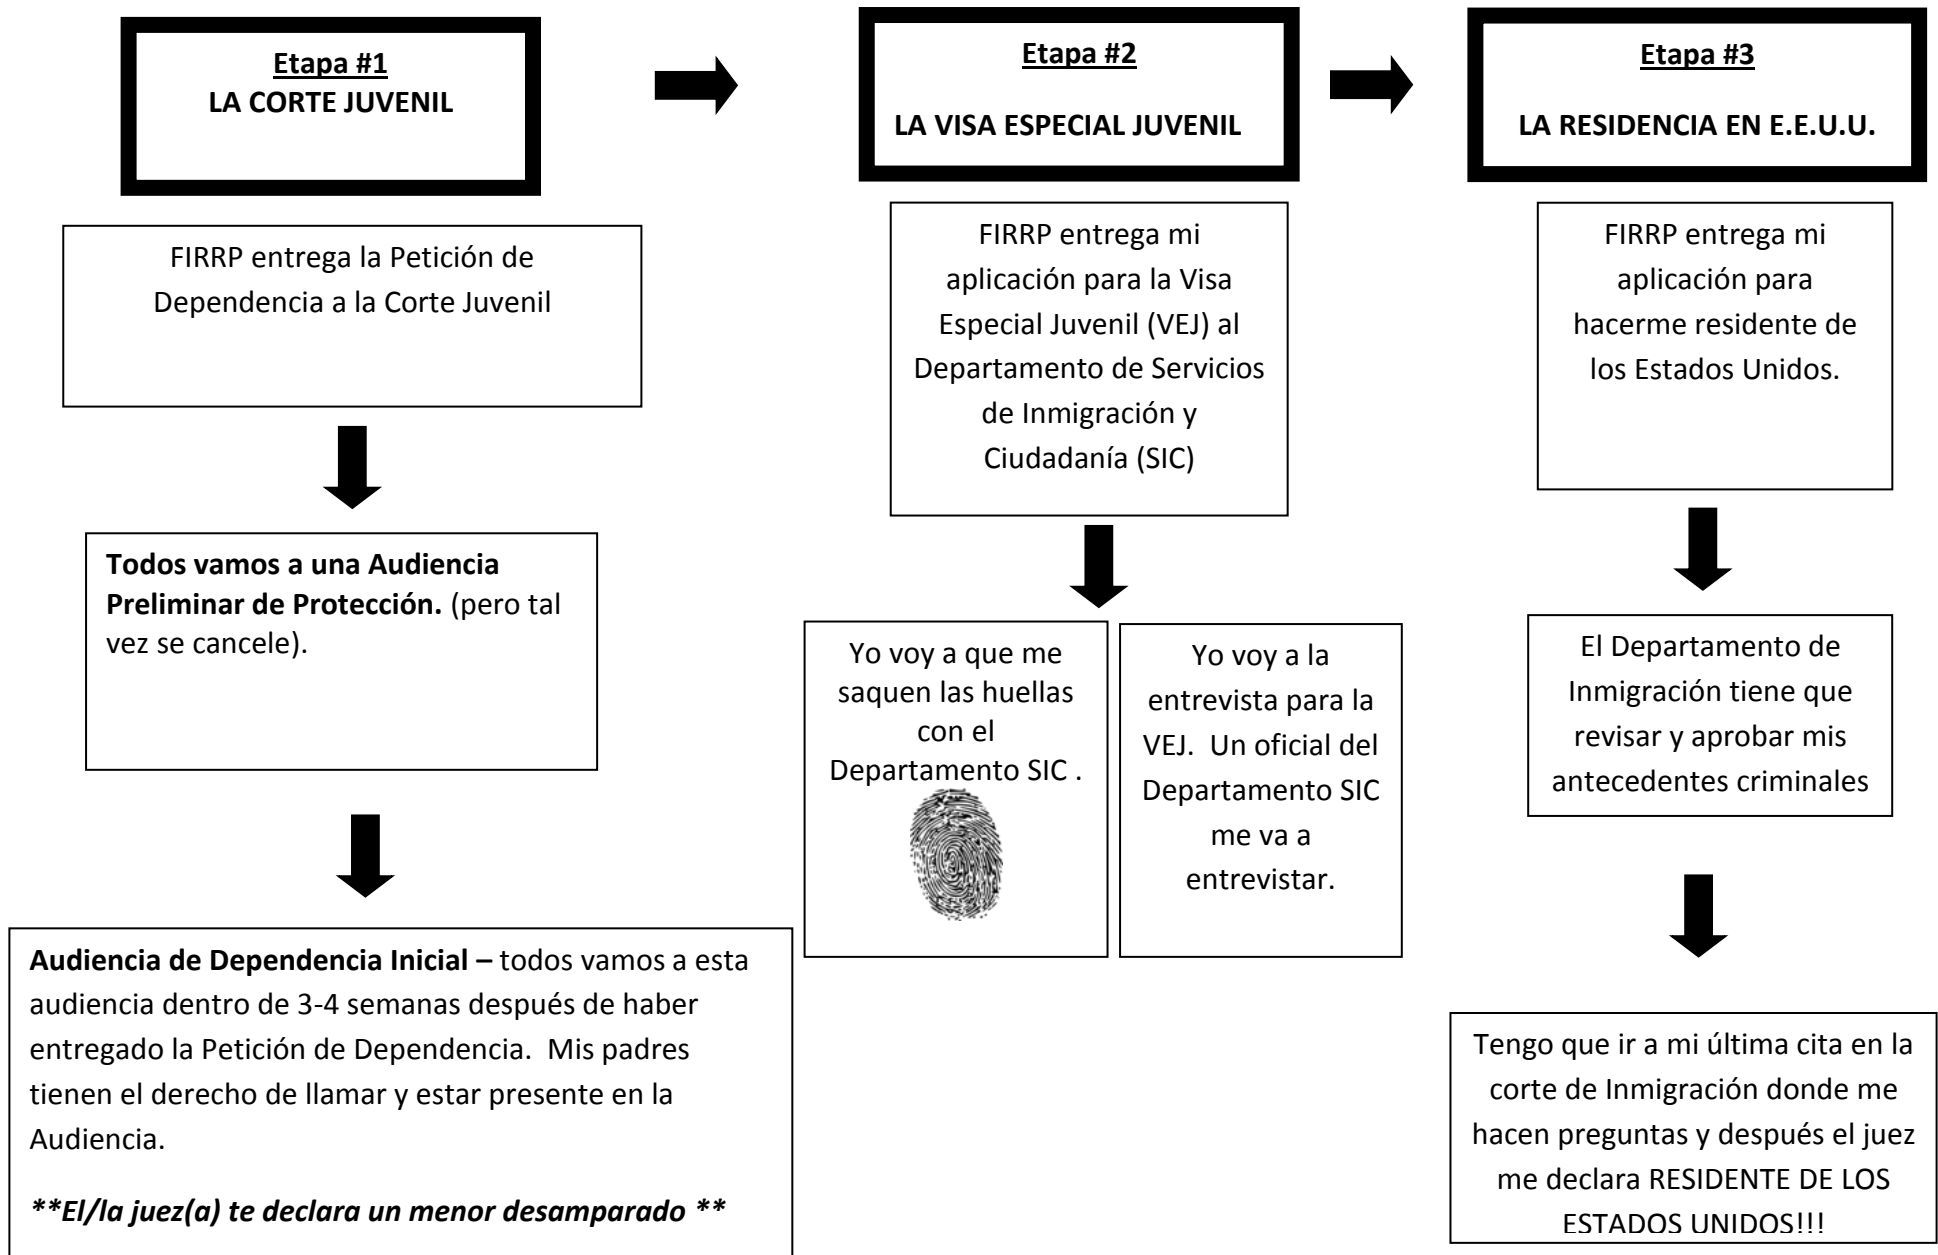 Etapa #1
LA CORTE JUVENIL
FIRRP entrega la Petición de
Dependencia a la Corte Juvenil
Todos vamos a una Audiencia
Preliminar de Protección. (pero tal
vez se cancele).
Audiencia de Dependencia Inicial – todos vamos a esta
audiencia dentro de 3-4 semanas después de haber
entregado la Petición de Dependencia.  Mis padres
tienen el derecho de llamar y estar presente en la
Audiencia.
**El/la juez(a) te declara un menor desamparado **
Etapa #2
LA VISA ESPECIAL JUVENIL
FIRRP entrega mi
aplicación para la Visa
Especial Juvenil (VEJ) al
Departamento de Servicios
de Inmigración y
Ciudadanía (SIC)
Yo voy a que me
saquen las huellas
con el
Departamento SIC .
Yo voy a la
entrevista para la
VEJ.  Un oficial del
Departamento SIC
me va a
entrevistar.
Etapa #3
LA RESIDENCIA EN E.E.U.U.
FIRRP entrega mi
aplicación para
hacerme residente de
los Estados Unidos.
El Departamento de
Inmigración tiene que
revisar y aprobar mis
antecedentes criminales
Tengo que ir a mi última cita en la
corte de Inmigración donde me
hacen preguntas y después el juez
me declara RESIDENTE DE LOS
ESTADOS UNIDOS!!!